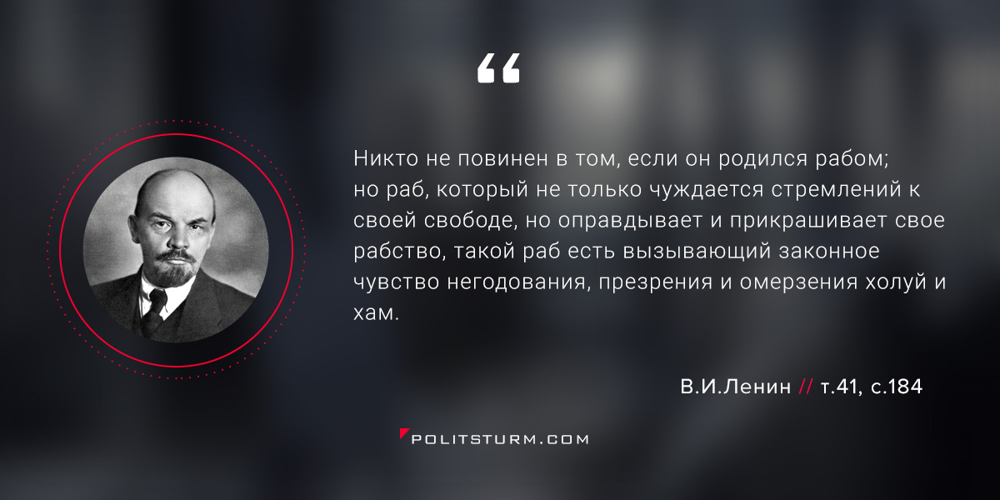 “
Никто не повинен в том, если он родился рабом;
но раб, который не только чуждается стремлений к
своей свободе, но оправдывает и прикрашивает свое
рабство, такой раб есть вызывающий законное
чувство негодования, презрения и омерзения холуй и
хам.
В.И.Ленин // т.41, с.184
POLITSTURM.COM